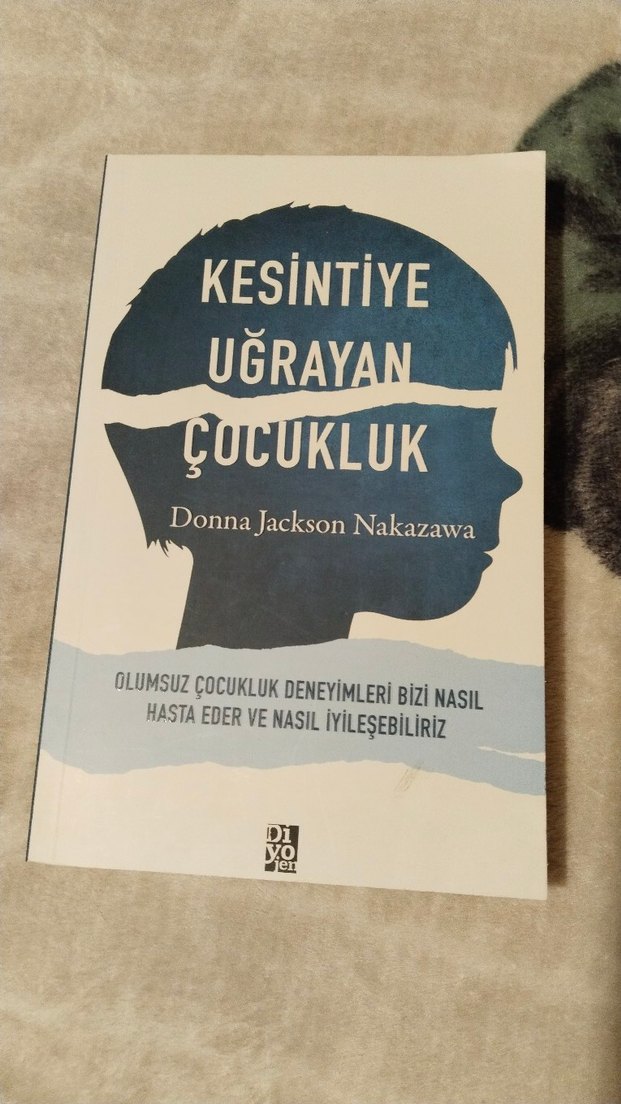 KESİNTİYE
UĞRAYAN
ÇOCUKLUK
Donna Jackson Nakazawa
OLUMSUZ ÇOCUKLUK DENEYİMLERİ BİZİ NASIL
HASTA EDER VE NASIL İYİLEŞEBİLİRİZ
Di
yo
jen